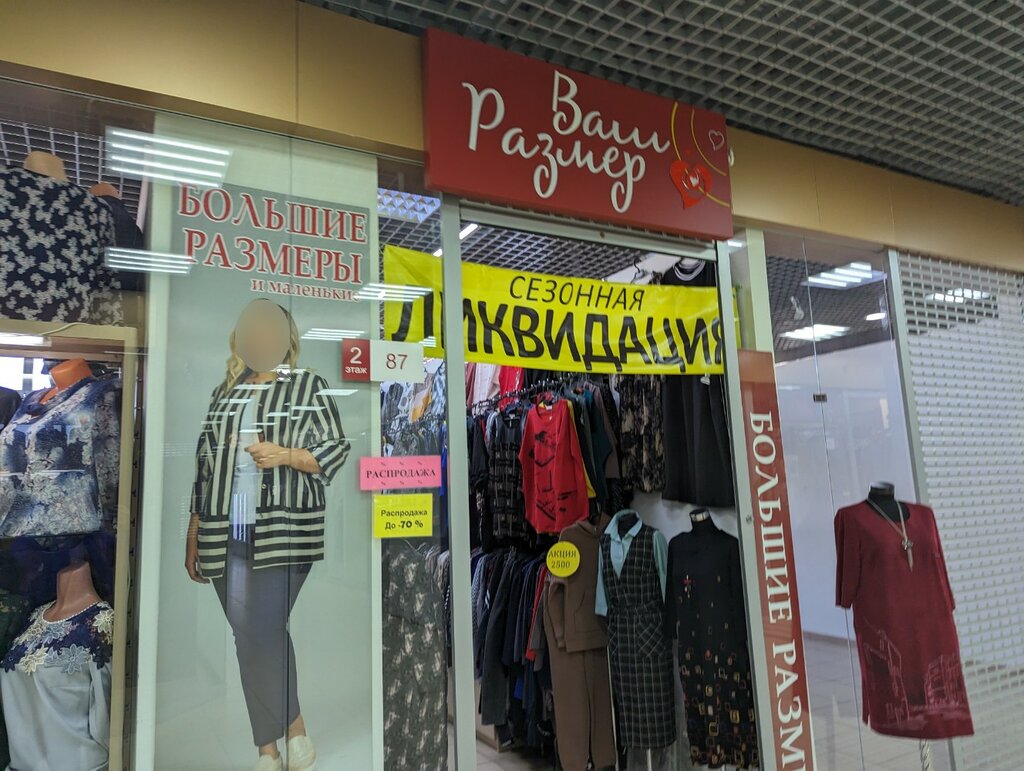 Ваш
Размер
БОЛЬШИЕ
РАЗМЕРЫ
и маленькие
СЕЗОННАЯ
ЛИКВИДАЦИЯ
2
этаж
87
РАСПРОДАЖА
Распродажа
До -70 %
АКЦИЯ
2500
БОЛЬШИЕ РАЗМ